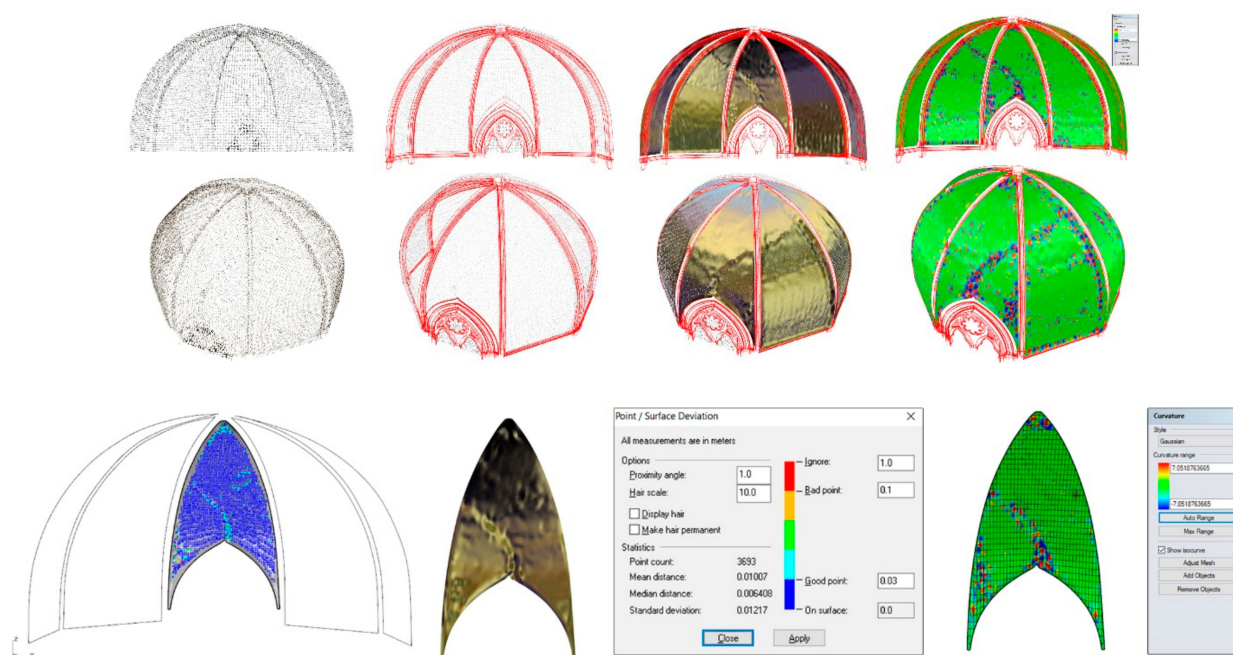 Point / Surface Deviation
All measurements are in meters
Options
Proximity angle: 1.0
Hair scale: 10.0
Display hair
Make hair permanent
Statistics
Point count: 3693
Mean distance: 0.01007
Median distance: 0.006408
Standard deviation: 0.01217
Ignore: 1.0
Bad point: 0.1
Good point: 0.03
On surface: 0.0
Close Apply
Curvature
Style
Gaussian
Curvature range
7.0518763665
-7.0518763665
Auto Range
Max Range
Show isocurve
Adjust Mesh
Add Objects
Remove Objects
z